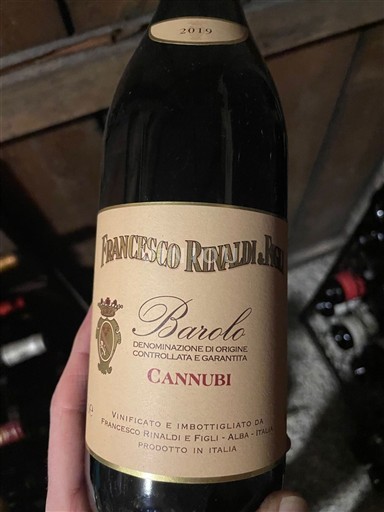 2019
FRANCESCO RINALDI & FIGLI
Barolo
DENOMINAZIONE DI ORIGINE
CONTROLLATA E GARANTITA
CANNUBI
VINIFICATO E IMBOTTIGLIATO DA
FRANCESCO RINALDI E FIGLI - ALBA - ITALIA
PRODOTTO IN ITALIA
e